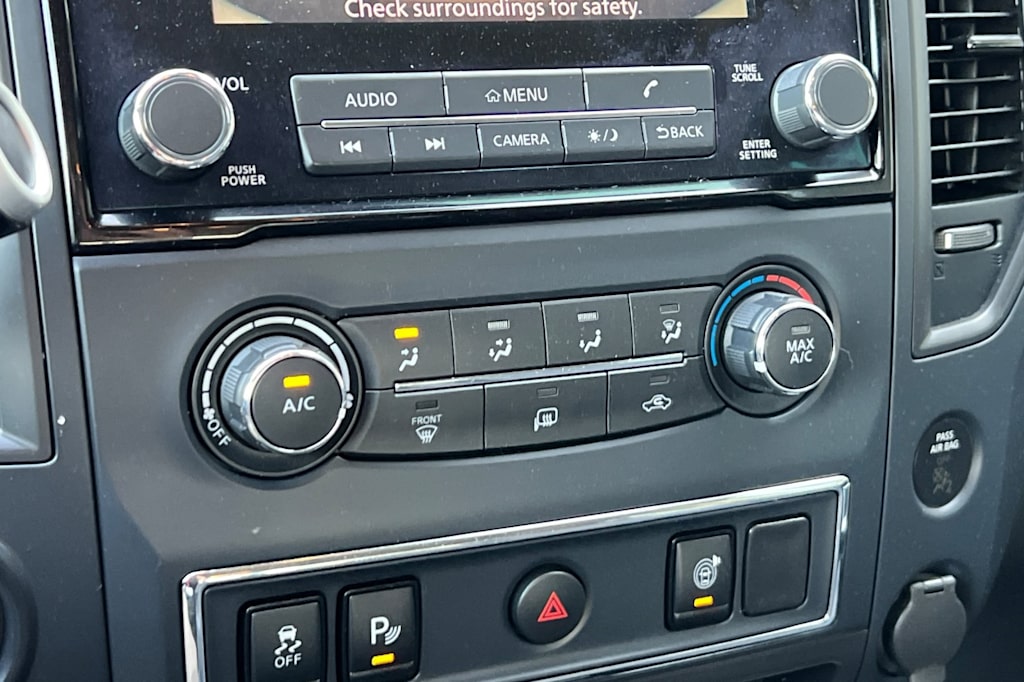 Check surroundings for safety.
VOL
AUDIO
MENU
TUNE
SCROLL
PUSH
POWER
CAMERA
BACK
ENTER
SETTING
A/C
OFF
FRONT
MAX
A/C
PASS
AIR BAG
OFF
P